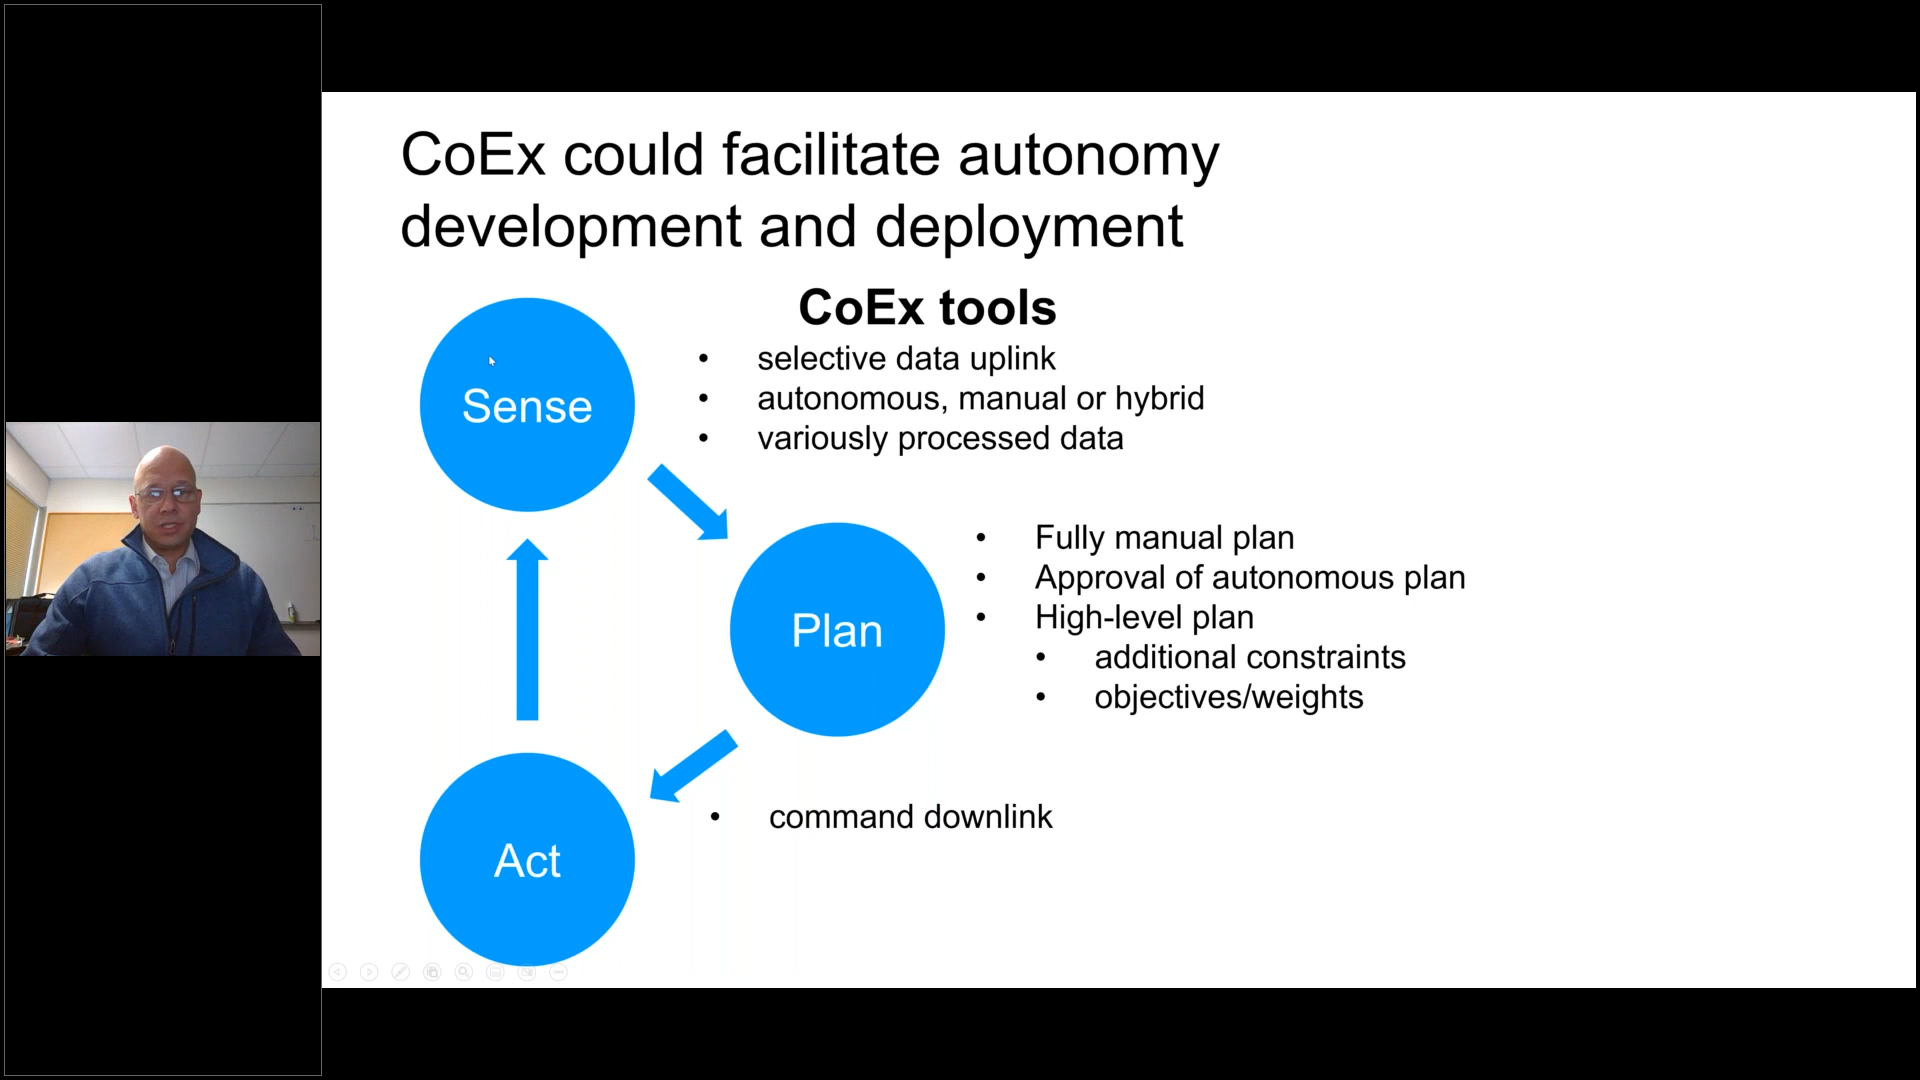 CoEx could facilitate autonomy
development and deployment
CoEx tools
Sense
• selective data uplink
• autonomous, manual or hybrid
• variously processed data
Plan
• Fully manual plan
• Approval of autonomous plan
• High-level plan
• additional constraints
• objectives/weights
Act
• command downlink